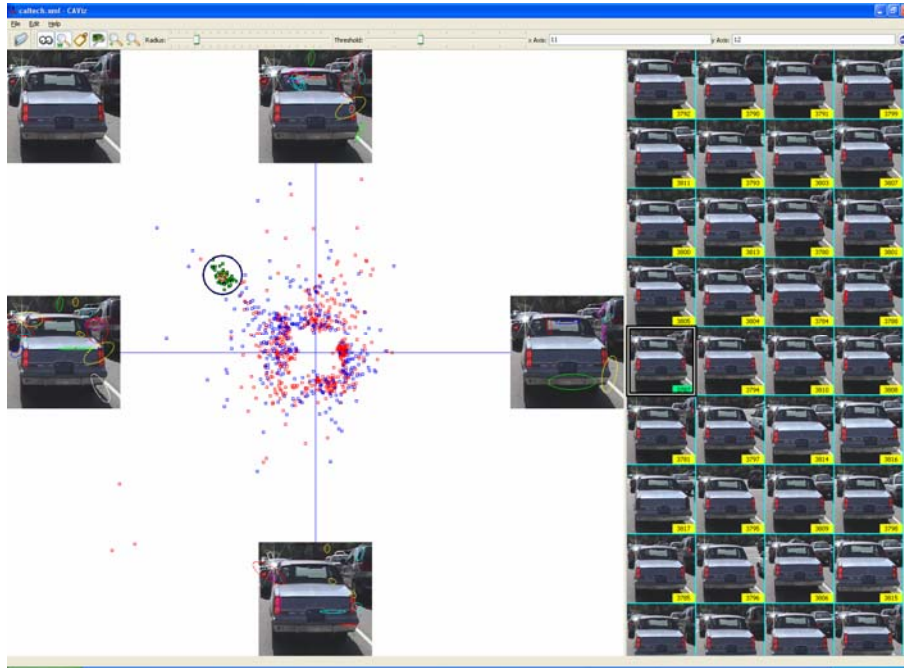 caltech.xml - CAViz
File Edit Help
Radius: Threshold: x Axis: 11 y Axis: 12
3792 3790 3791 3799
3811 3793 3803 3807
3800 3813 3780 3801
3805 3804 3784 3788
3794 3810 3808
3781 3797 3814 3816
3817 3795 3809 3798
3785 3796 3806 3815